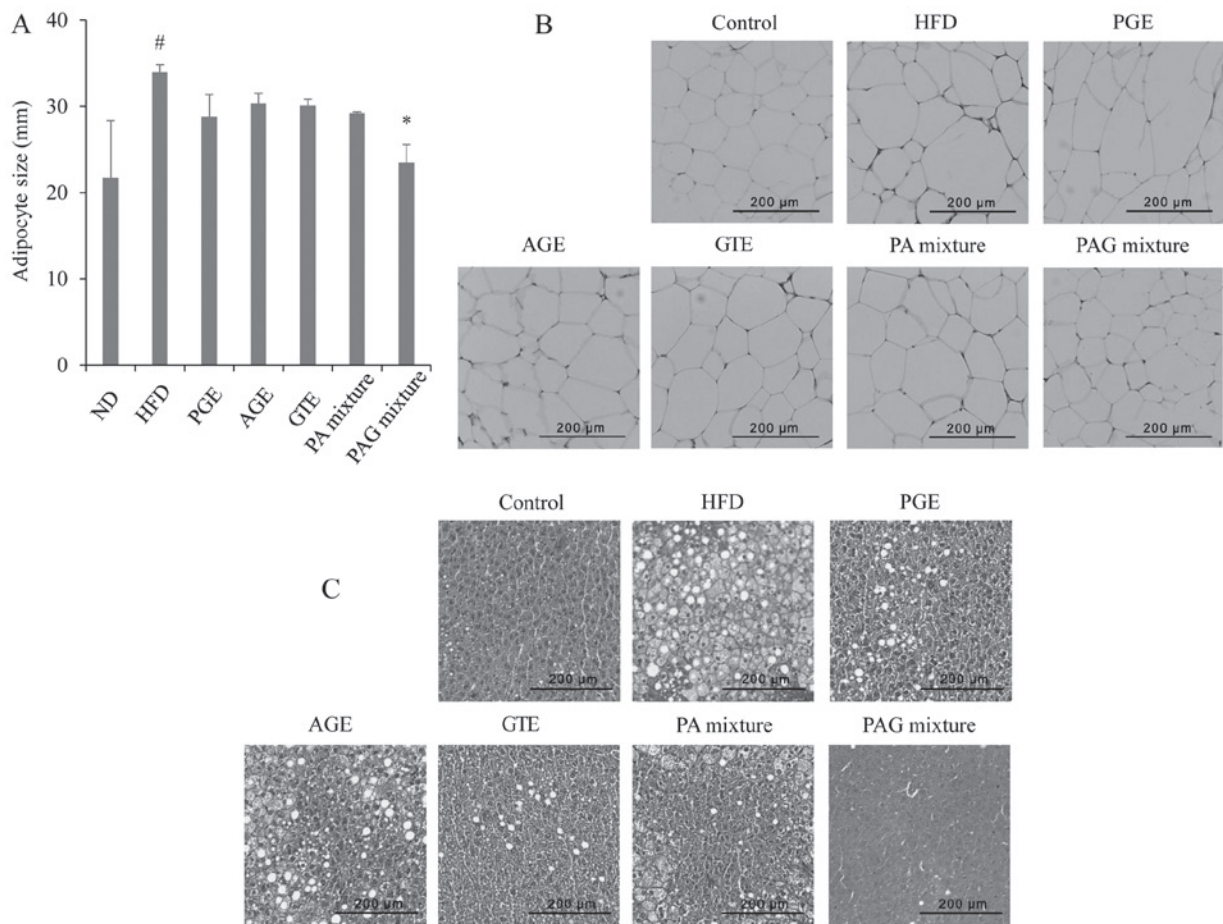 A
Adipocyte size (mm)
40
30
20
10
0
#
*
ND
HFD
PGE
AGE
GTE
PA mixture
PAG mixture
B
Control HFD PGE
200 µm 200 µm 200 µm
AGE GTE PA mixture PAG mixture
200 µm 200 µm 200 µm 200 µm
C
Control HFD PGE
200 µm 200 µm 200 µm
AGE GTE PA mixture PAG mixture
200 µm 200 µm 200 µm 200 µm